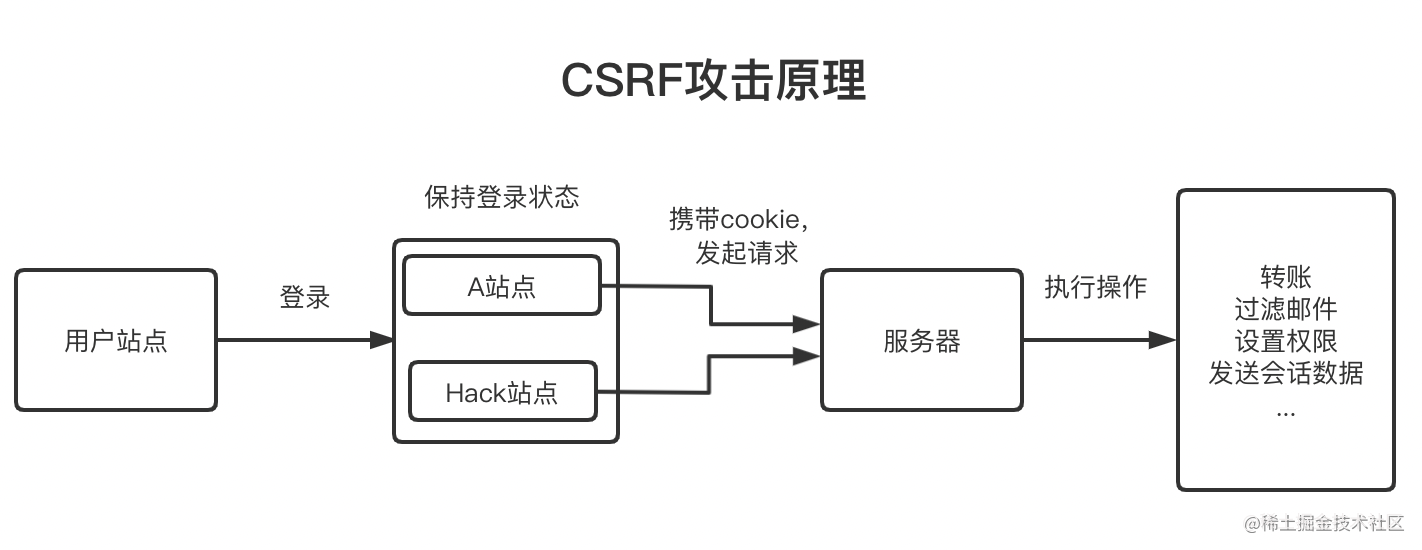 CSRF攻击原理
保持登录状态
携带cookie，
发起请求
用户站点
登录
A站点
Hack站点
服务器
执行操作
转账
过滤邮件
设置权限
发送会话数据
...
@稀土掘金技术社区